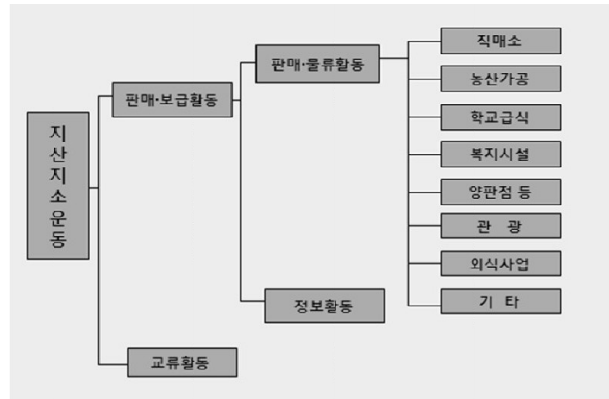 지산지소운동
판매·보급활동
교류활동
판매·물류활동
정보활동
직매소
농산가공
학교급식
복지시설
양판점 등
관 광
외식사업
기 타